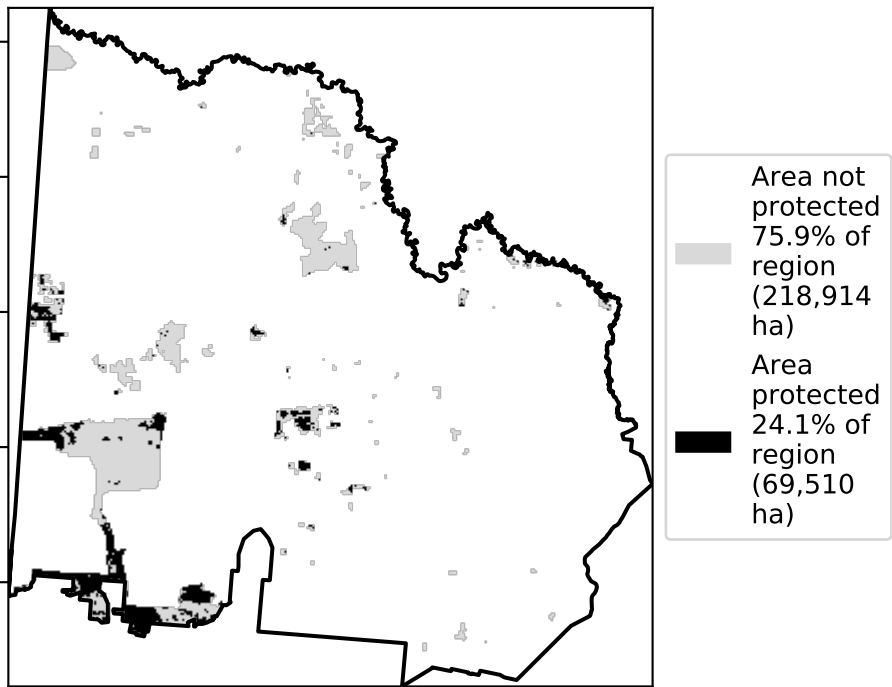 Area not
protected
75.9% of
region
(218,914
ha)
Area
protected
24.1% of
region
(69,510
ha)